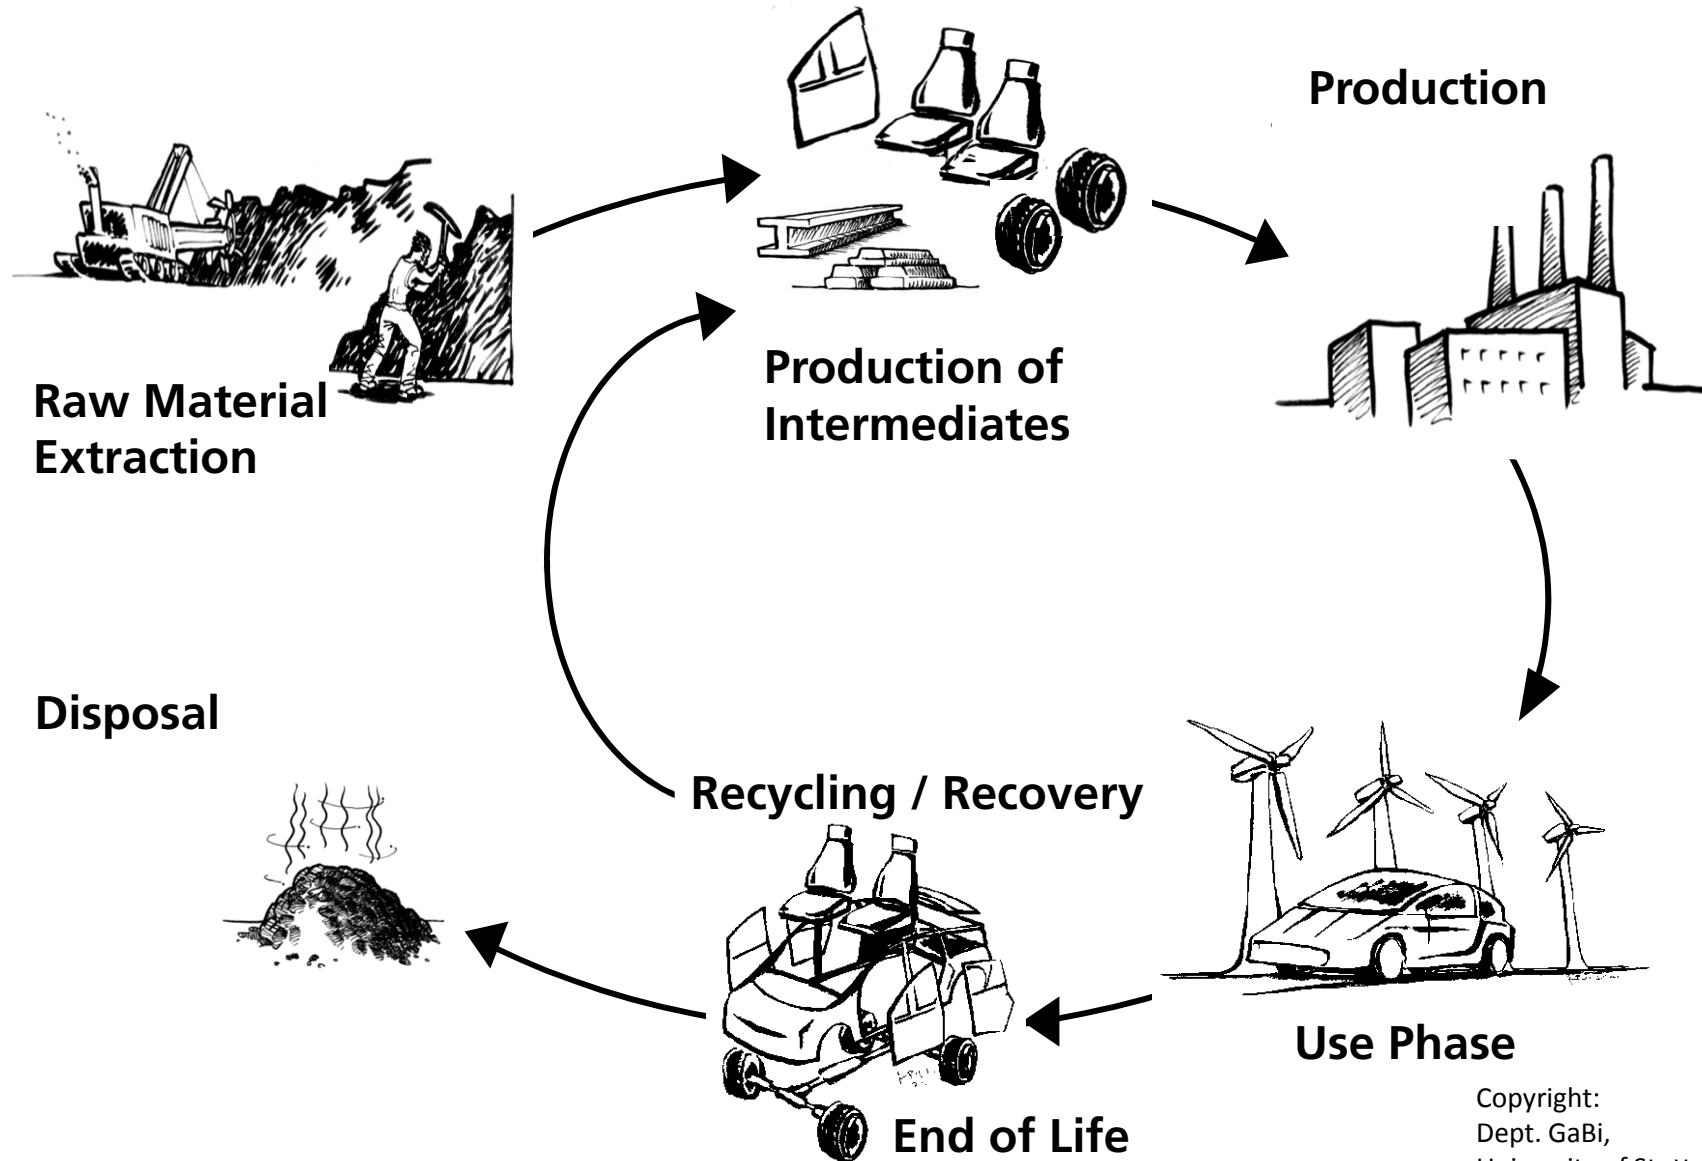 Production
Raw Material
Extraction
Production of
Intermediates
Disposal
Recycling / Recovery
Use Phase
End of Life
Copyright:
Dept. GaBi,